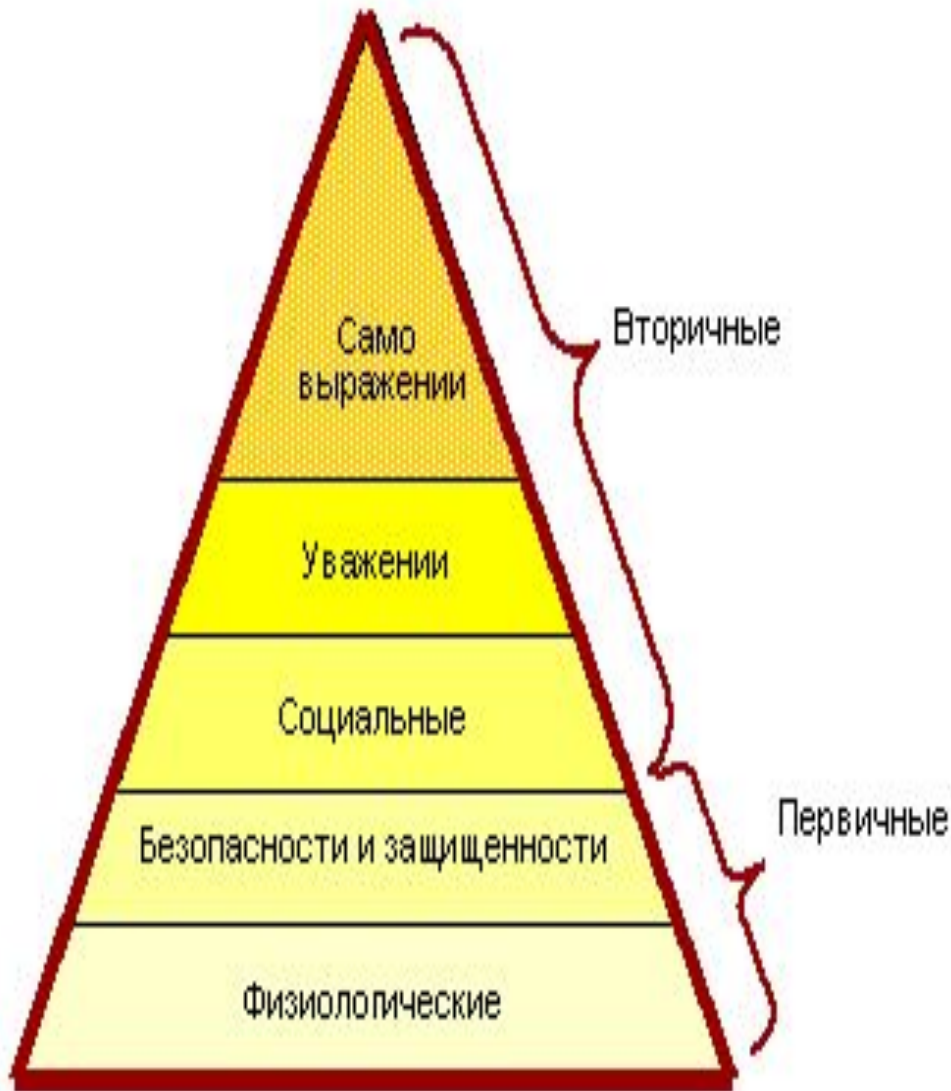 Само
выражении
Вторичные
Уважении
Социальные
Безопасности и защищенности
Первичные
Физиологические